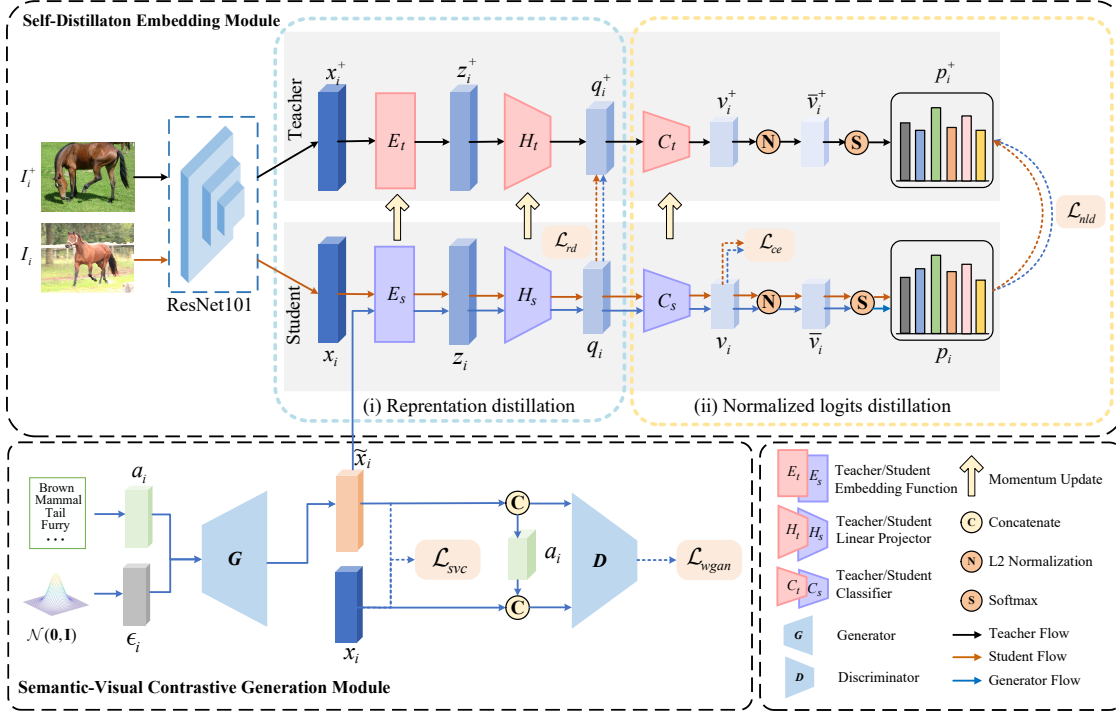 Self-Distillaton Embedding Module
Teacher
x_i^+
z_i^+
q_i^+
v_i^+
v̄_i^+
p_i^+
E_t
H_t
C_t
N
S
I_i^+
I_i
ResNet101
L_rd
L_ce
L_nld
Student
E_s
H_s
C_s
N
S
x_i
z_i
q_i
v_i
v̄_i
p_i
(i) Reprentation distillation
(ii) Normalized logits distillation
Brown
Mammal
Tail
Furry
...
a_i
x̃_i
G
C
a_i
D
L_svc
L_wgan
C
N(0, I)
ϵ_i
x_i
Semantic-Visual Contrastive Generation Module
E_t E_s
Teacher/Student
Embedding Function
Momentum Update
H_t H_s
Teacher/Student
Linear Projector
C Concatenate
N L2 Normalization
C_t C_s
Teacher/Student
Classifier
S Softmax
G Generator
Teacher Flow
Student Flow
D Discriminator
Generator Flow